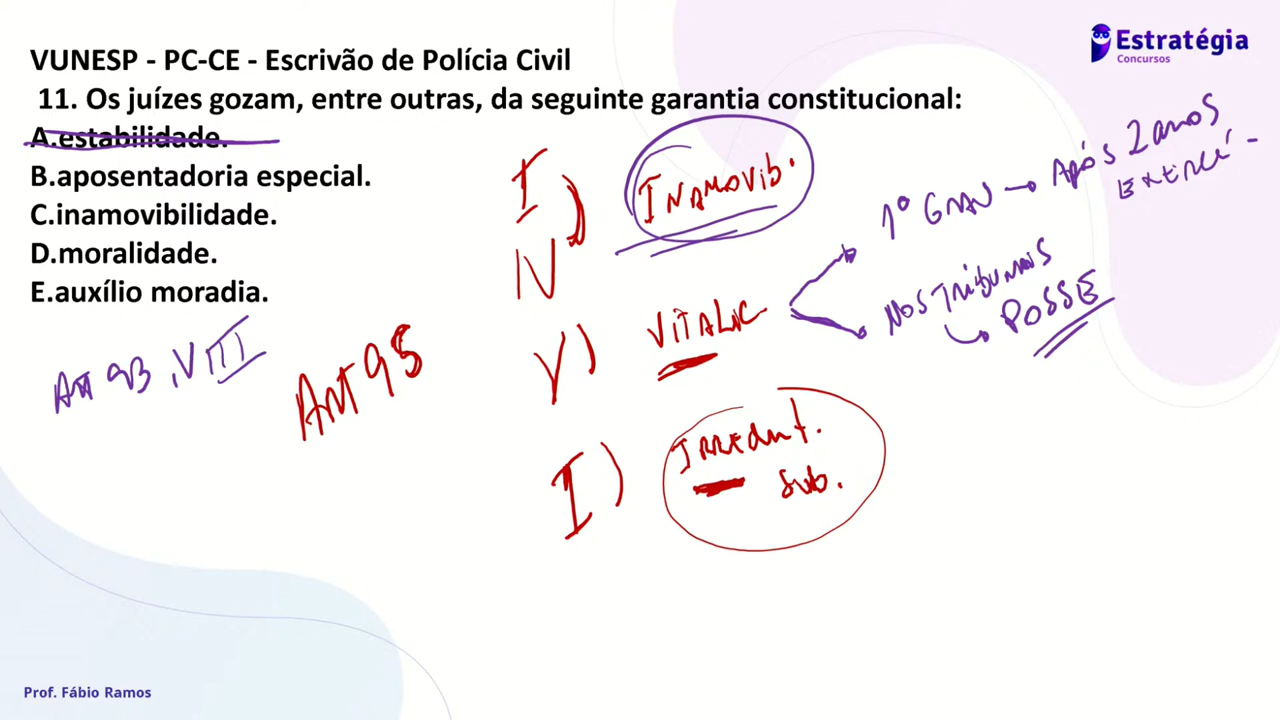 Estratégia
Concursos
VUNESP - PC-CE - Escrivão de Polícia Civil
11. Os juízes gozam, entre outras, da seguinte garantia constitucional:
A.estabilidade.
B.aposentadoria especial.
C.inamovibilidade.
D.moralidade.
E.auxílio moradia.
I) INAMOVIB.
IV
V) VITALIC
1º GRAU → APÓS 2 anos
EXERCÍ-
NOS TRIBUNAIS
POSSE
Art 93, VIII
Art 95
I) IRREDUT.
Sub.
Prof. Fábio Ramos